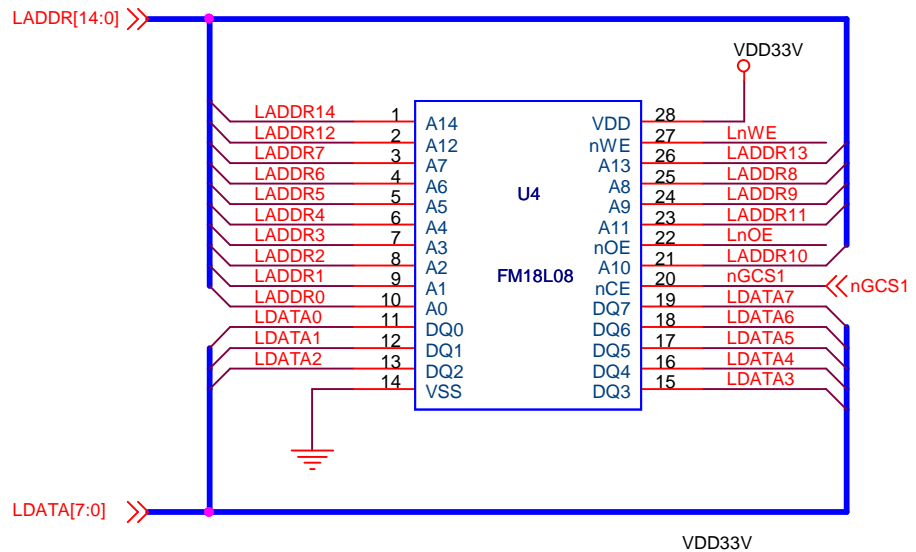 LADDR[14:0]
VDD33V
LADDR14 1 A14 VDD 28
LADDR12 2 A12 nWE 27 LnWE
LADDR7 3 A7 A13 26 LADDR13
LADDR6 4 A6 A8 25 LADDR8
LADDR5 5 A5 U4 A9 24 LADDR9
LADDR4 6 A4 A11 23 LADDR11
LADDR3 7 A3 nOE 22 LnOE
LADDR2 8 A2 A10 21 LADDR10
LADDR1 9 A1 FM18L08 nCE 20 nGCS1 nGCS1
LADDR0 10 A0 DQ7 19 LDATA7
LDATA0 11 DQ0 DQ6 18 LDATA6
LDATA1 12 DQ1 DQ5 17 LDATA5
LDATA2 13 DQ2 DQ4 16 LDATA4
14 VSS DQ3 15 LDATA3
LDATA[7:0]
VDD33V